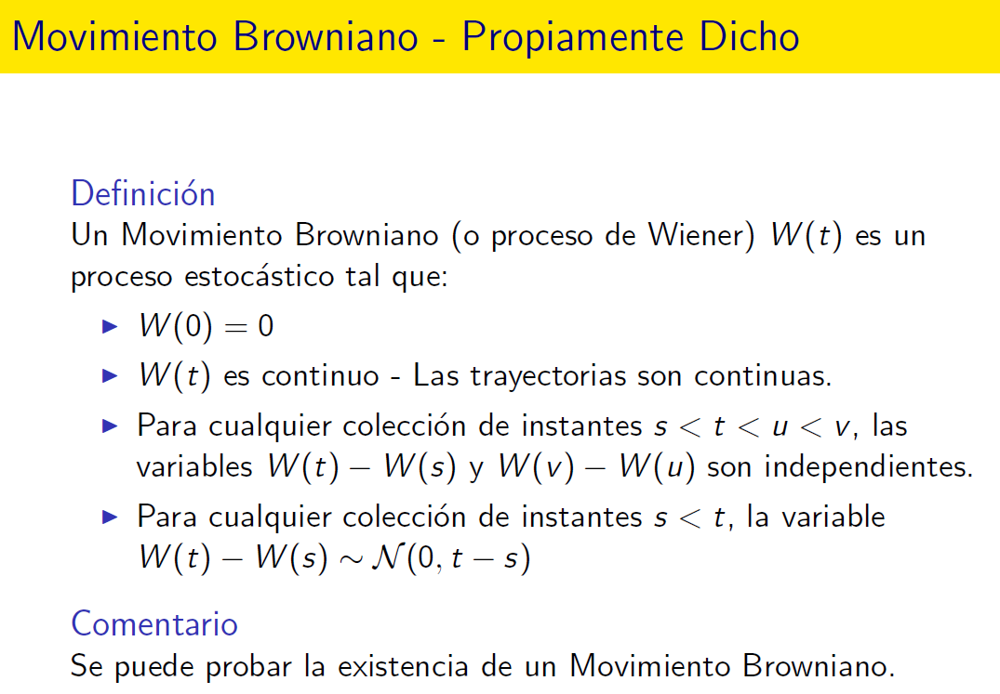 Movimiento Browniano - Propiamente Dicho
Definición
Un Movimiento Browniano (o proceso de Wiener) W(t) es un
proceso estocástico tal que:
▶ W(0) = 0
▶ W(t) es continuo - Las trayectorias son continuas.
▶ Para cualquier colección de instantes s < t < u < v, las
variables W(t) − W(s) y W(v) − W(u) son independientes.
▶ Para cualquier colección de instantes s < t, la variable
W(t) − W(s) ∼ 𝒩(0, t − s)
Comentario
Se puede probar la existencia de un Movimiento Browniano.